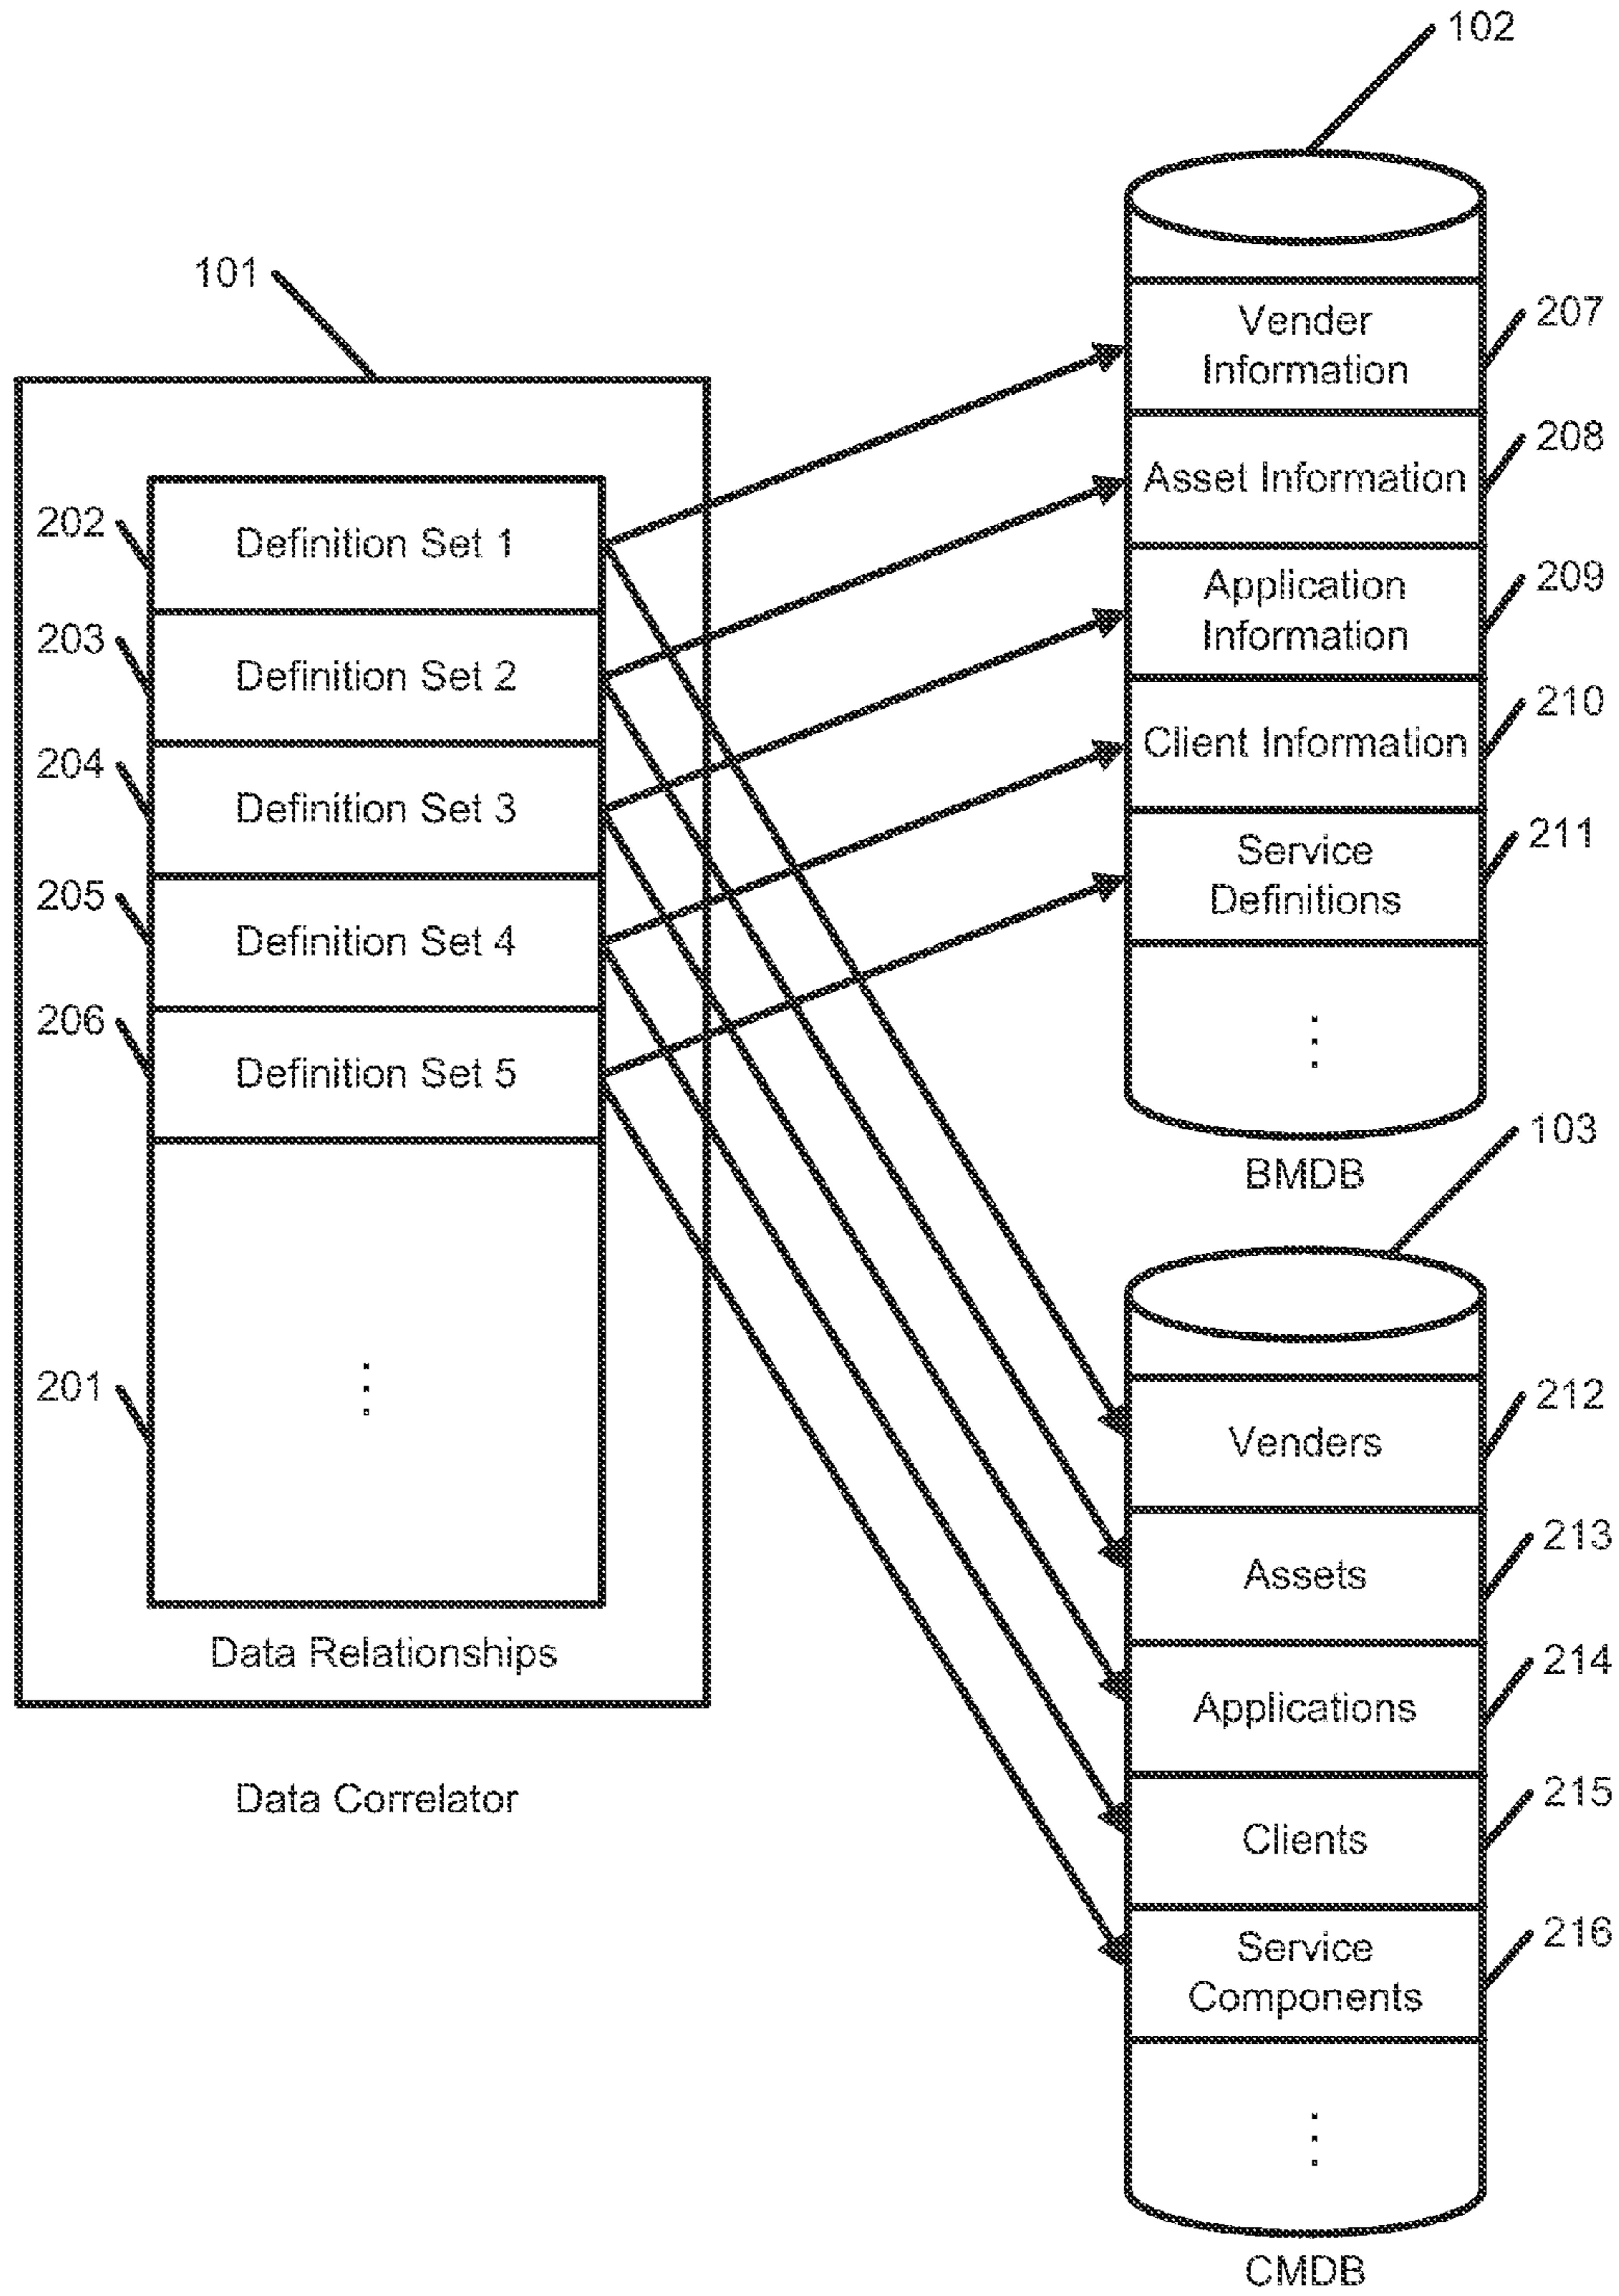 102
101
207
Vender
Information
208
Asset Information
202
Definition Set 1
209
Application
Information
203
Definition Set 2
210
Client Information
204
Definition Set 3
211
Service
Definitions
205
Definition Set 4
206
Definition Set 5
103
BMDB
201
212
Venders
213
Assets
Data Relationships
214
Applications
Data Correlator
215
Clients
216
Service
Components
CMDB